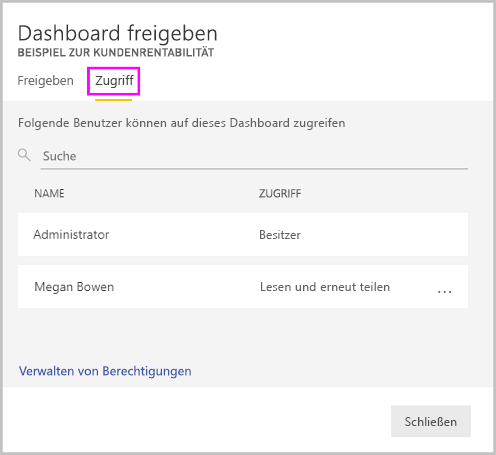 Dashboard freigeben
BEISPIEL ZUR KUNDENRENTABILITÄT
Freigeben Zugriff
Folgende Benutzer können auf dieses Dashboard zugreifen
Suche
NAME ZUGRIFF
Administrator Besitzer
Megan Bowen Lesen und erneut teilen ...
Verwalten von Berechtigungen
Schließen